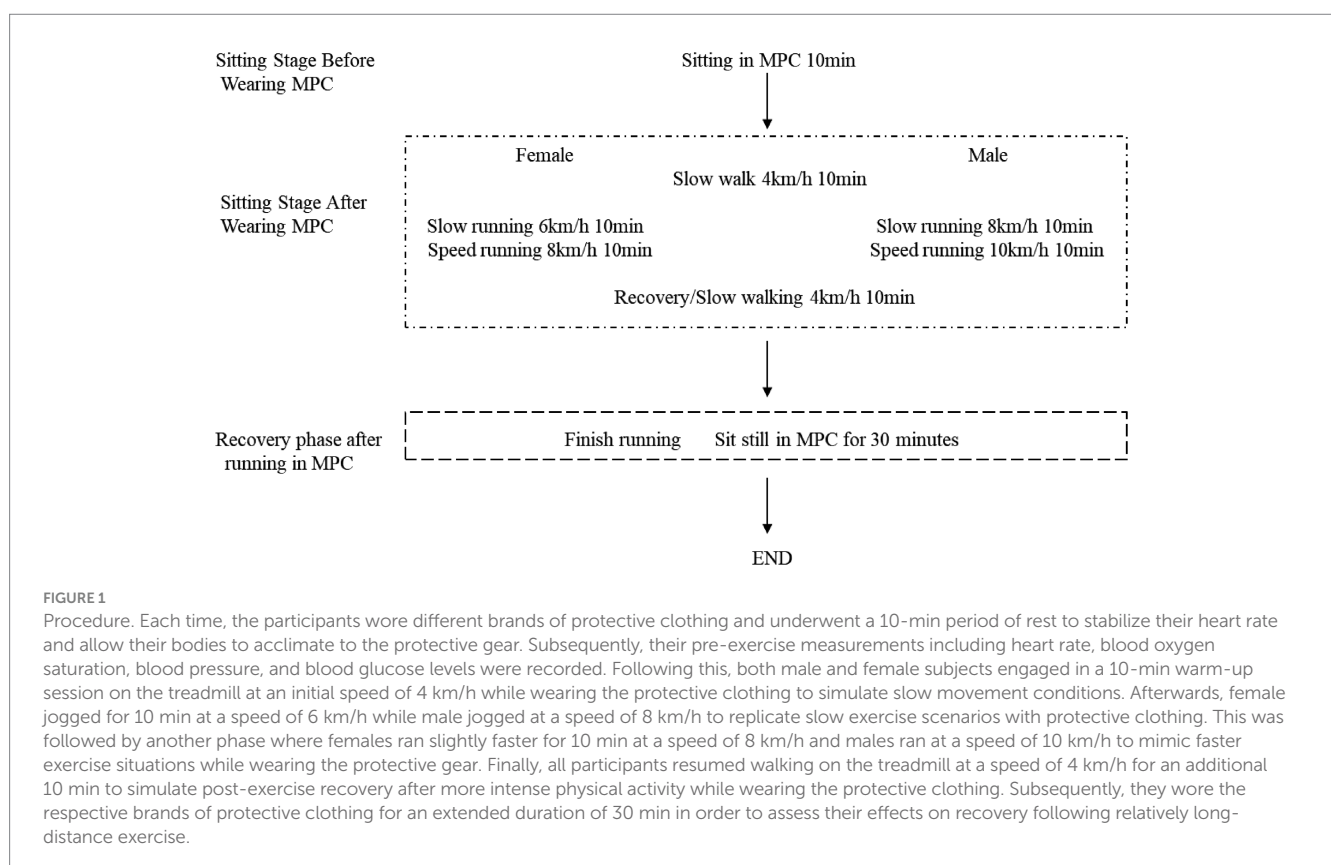 Sitting Stage Before
Wearing MPC
Sitting in MPC 10min
Female
Male
Slow walk 4km/h 10min
Sitting Stage After
Wearing MPC
Slow running 6km/h 10min
Speed running 8km/h 10min
Slow running 8km/h 10min
Speed running 10km/h 10min
Recovery/Slow walking 4km/h 10min
Recovery phase after
running in MPC
Finish running Sit still in MPC for 30 minutes
END
FIGURE 1
Procedure. Each time, the participants wore different brands of protective clothing and underwent a 10-min period of rest to stabilize their heart rate
and allow their bodies to acclimate to the protective gear. Subsequently, their pre-exercise measurements including heart rate, blood oxygen
saturation, blood pressure, and blood glucose levels were recorded. Following this, both male and female subjects engaged in a 10-min warm-up
session on the treadmill at an initial speed of 4 km/h while wearing the protective clothing to simulate slow movement conditions. Afterwards, female
jogged for 10 min at a speed of 6 km/h while male jogged at a speed of 8 km/h to replicate slow exercise scenarios with protective clothing. This was
followed by another phase where females ran slightly faster for 10 min at a speed of 8 km/h and males ran at a speed of 10 km/h to mimic faster
exercise situations while wearing the protective gear. Finally, all participants resumed walking on the treadmill at a speed of 4 km/h for an additional
10 min to simulate post-exercise recovery after more intense physical activity while wearing the protective clothing. Subsequently, they wore the
respective brands of protective clothing for an extended duration of 30 min in order to assess their effects on recovery following relatively long-
distance exercise.